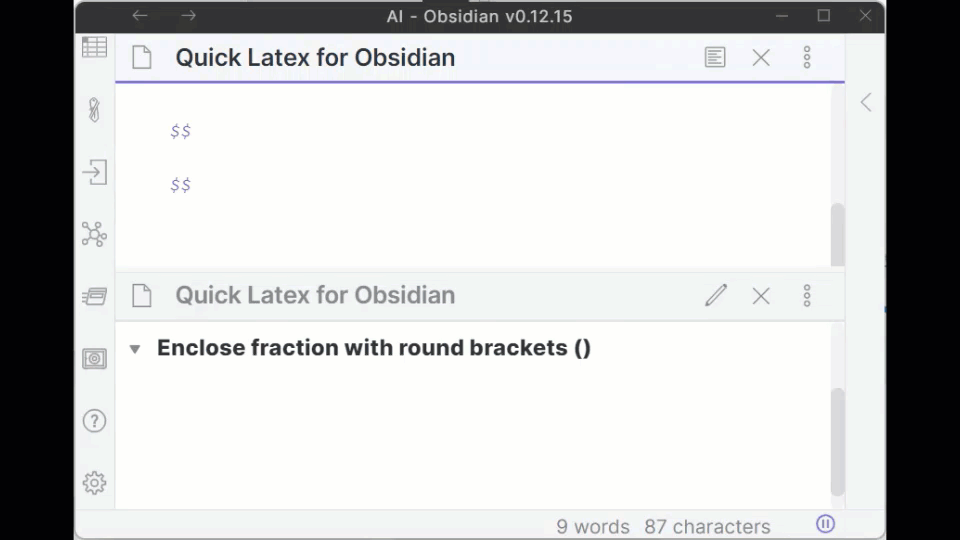 AI - Obsidian v0.12.15
Quick Latex for Obsidian
$$
$$
Quick Latex for Obsidian
Enclose fraction with round brackets ()
9 words 87 characters